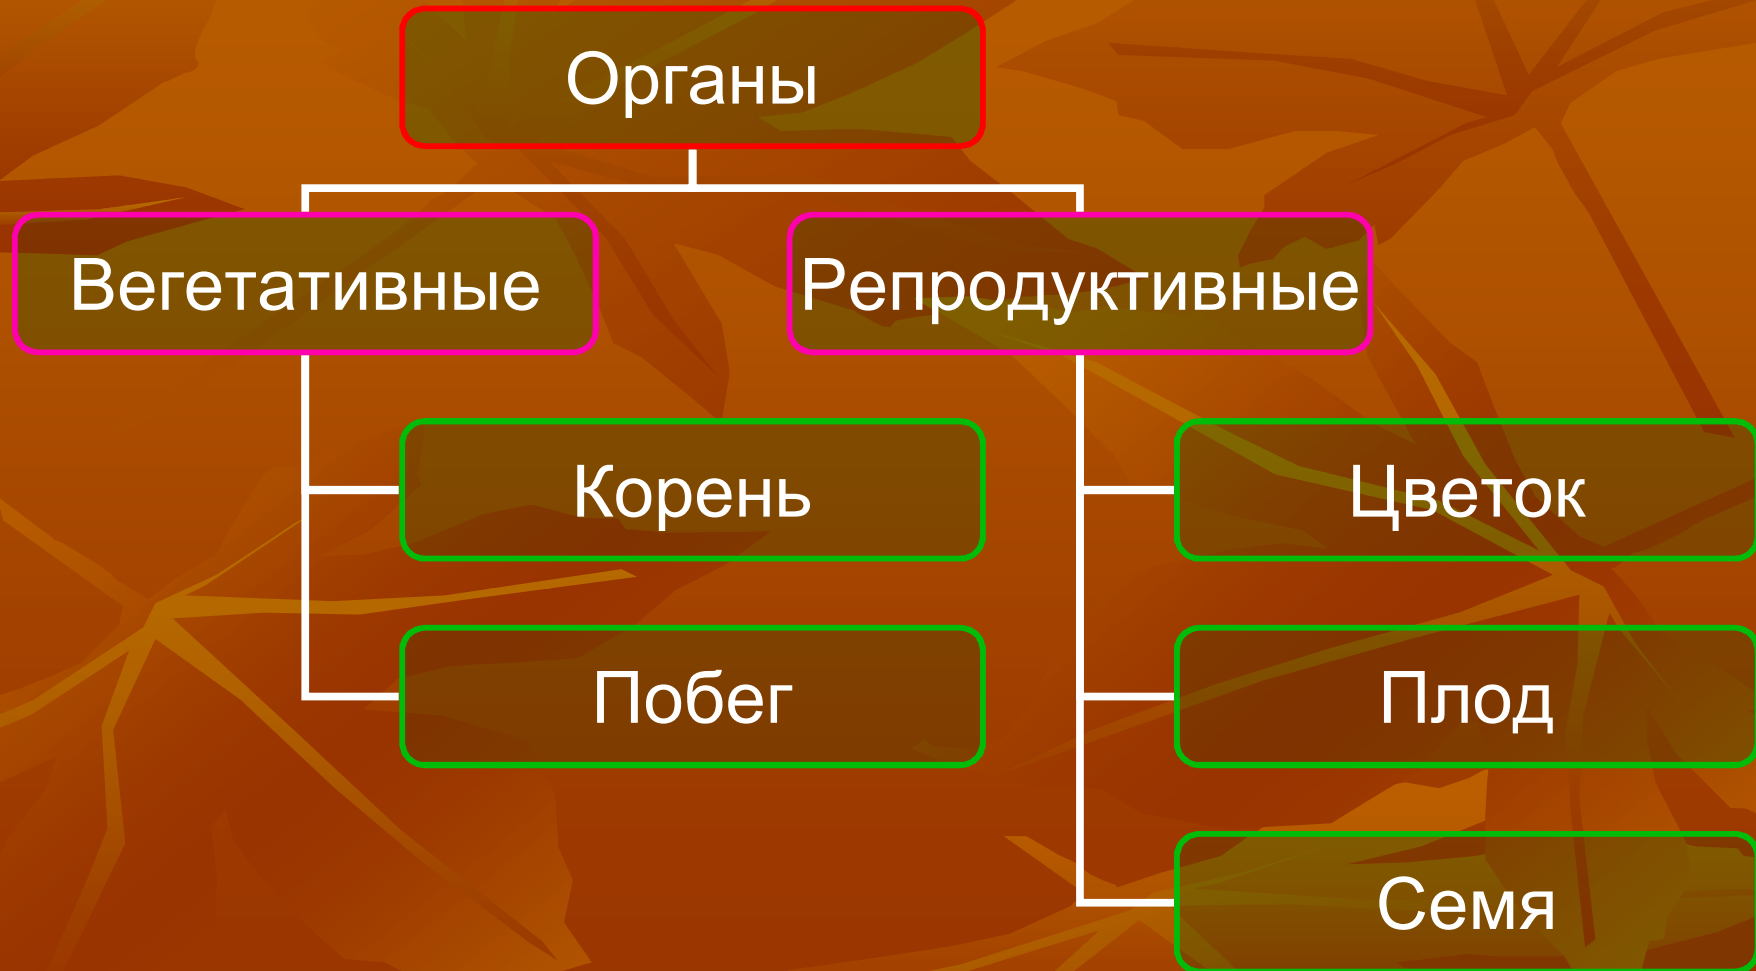 Органы
Вегетативные
Репродуктивные
Корень
Цветок
Побег
Плод
Семя